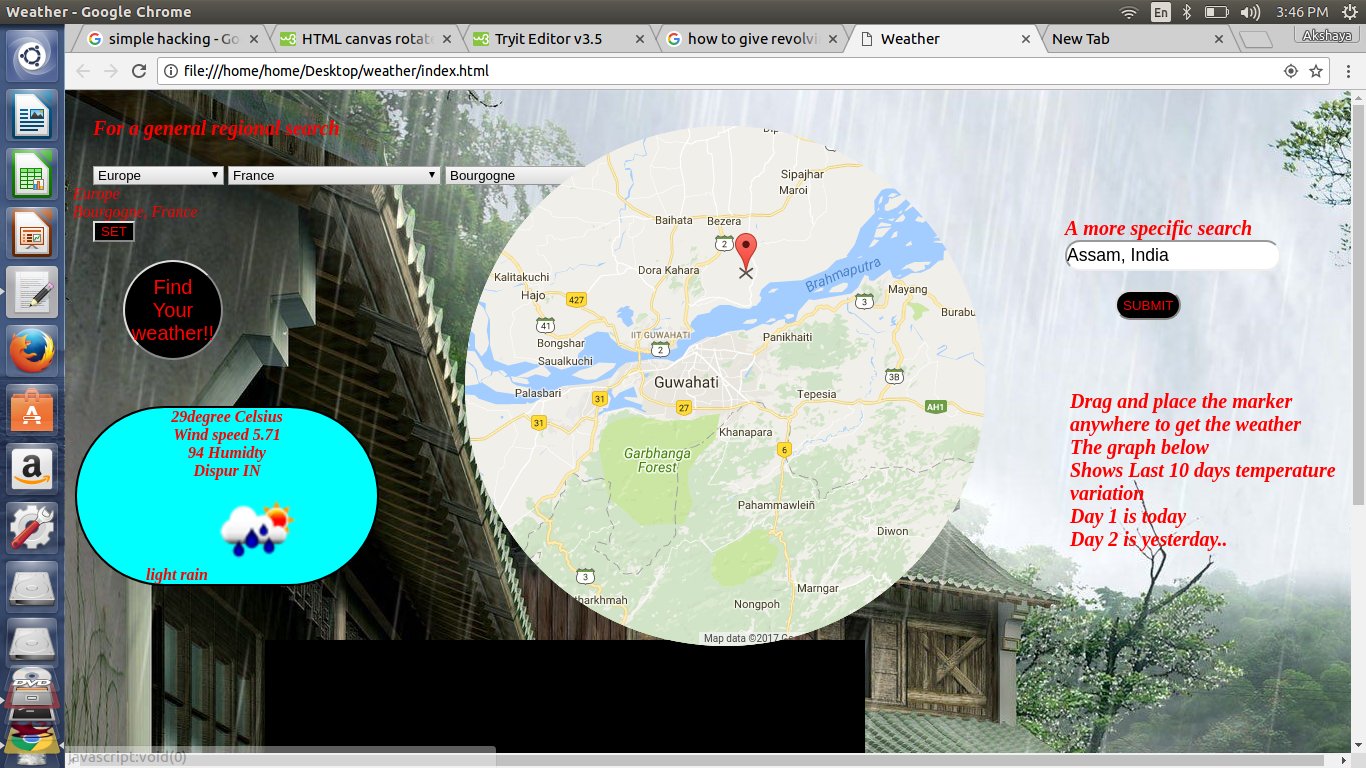 Weather - Google Chrome
En
3:46 PM
simple hacking - Go
HTML canvas rotate
Tryit Editor v3.5
how to give revolvi
Weather
New Tab
Akshaya
file:///home/home/Desktop/weather/index.html
For a general regional search
Europe
France
Bourgogne
Europe
Bourgogne, France
SET
Find
Your
weather!!
29degree Celsius
Wind speed 5.71
94 Humidty
Dispur IN
light rain
Sipajhar
Maroi
Baihata
Bezera
2
Dora Kahara
Kalitakuchi
Hajo
427
Brahmaputra
Mayang
3
Burabu
41
IIT GUWAHATI
2
Bongshar
Saualkuchi
Panikhaiti
Guwahati
3B
Palasbari
31
27
Tepesia
AH1
31
Khanapara
6
Garbhanga
Forest
Pahammawleiñ
Diwon
3
Marngar
tharkhmah
Nongpoh
Map data ©2017 Go
A more specific search
Assam, India
SUBMIT
Drag and place the marker
anywhere to get the weather
The graph below
Shows Last 10 days temperature
variation
Day 1 is today
Day 2 is yesterday..
javascript:void(0)